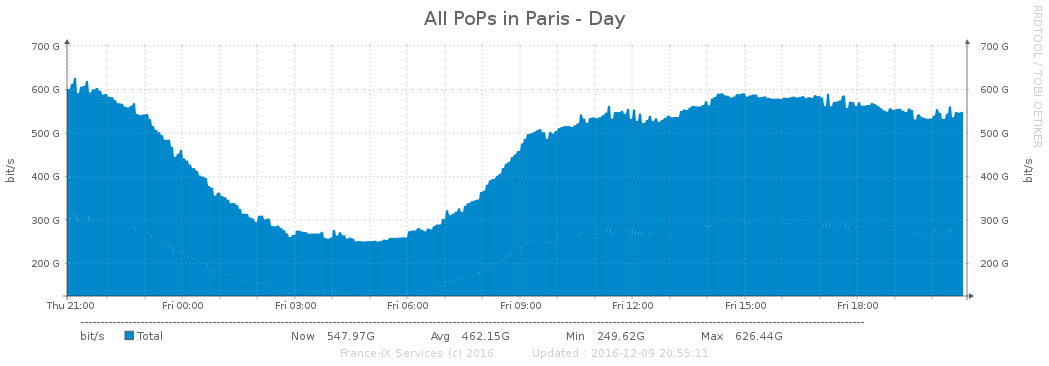 All PoPs in Paris - Day
RRDTOOL / TOBI OETIKER
700 G 700 G
600 G 600 G
500 G 500 G
400 G 400 G
300 G 300 G
200 G 200 G
bit/s bit/s
Thu 21:00 Fri 00:00 Fri 03:00 Fri 06:00 Fri 09:00 Fri 12:00 Fri 15:00 Fri 18:00
bit/s Total Now 547.97G Avg 462.15G Min 249.62G Max 626.44G
France-IX Services (c) 2016 Updated : 2016-12-09 20:55:11